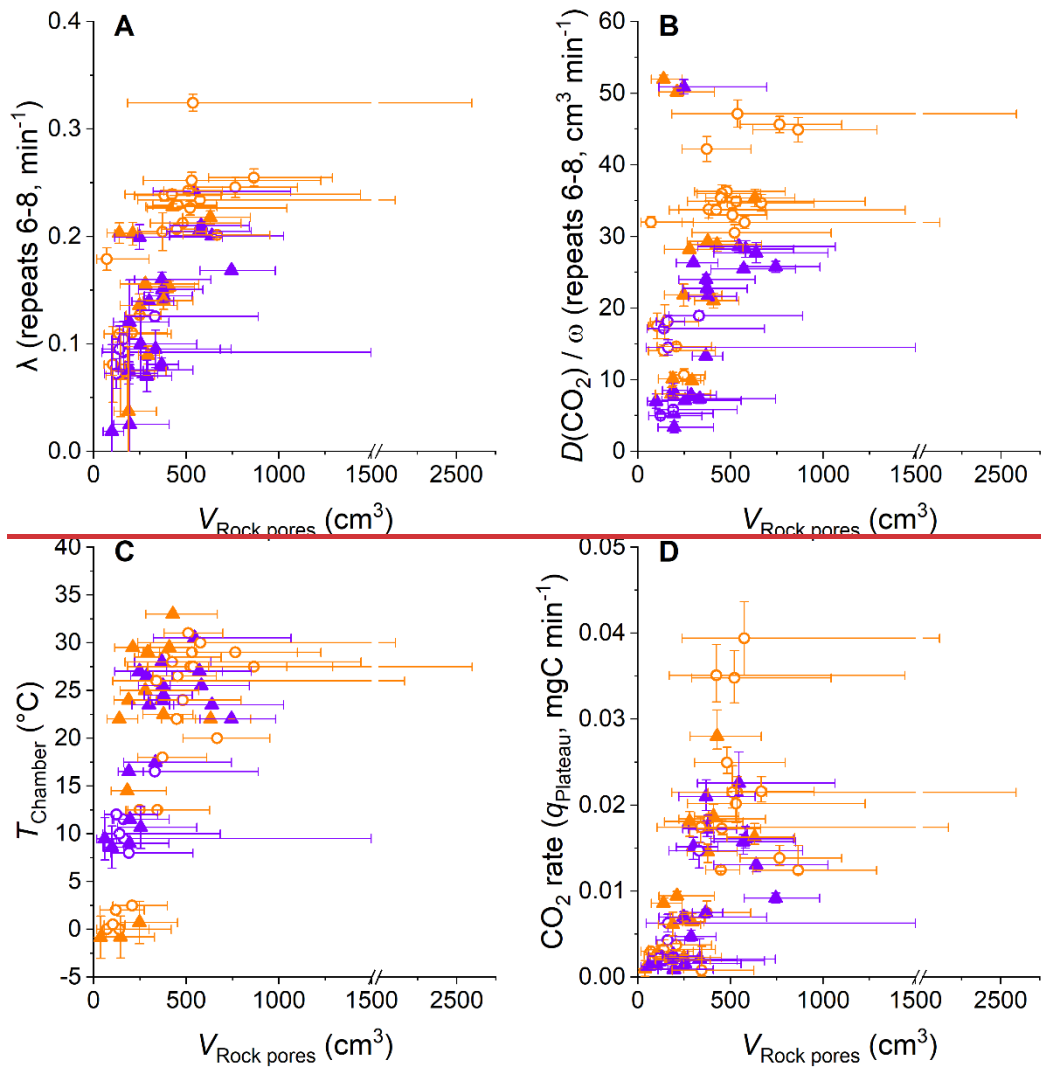 A
B
λ (repeats 6-8, min⁻¹)
0.4
0.3
0.2
0.1
0.0
0 500 1000 1500 2500
V_Rock pores (cm³)
D(CO₂) / ω (repeats 6-8, cm³ min⁻¹)
60
50
40
30
20
10
0
0 500 1000 1500 2500
V_Rock pores (cm³)
C
D
T_Chamber (°C)
40
35
30
25
20
15
10
5
0
-5
0 500 1000 1500 2500
V_Rock pores (cm³)
CO₂ rate (q_Plateau, mgC min⁻¹)
0.05
0.04
0.03
0.02
0.01
0.00
0 500 1000 1500 2500
V_Rock pores (cm³)